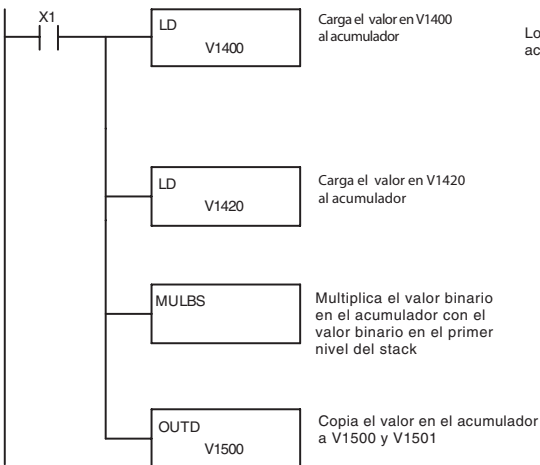 X1
LD
V1400
Carga el valor en V1400
al acumulador
Lo
ac
LD
V1420
Carga el valor en V1420
al acumulador
MULBS
Multiplica el valor binario
en el acumulador con el
valor binario en el primer
nivel del stack
OUTD
V1500
Copia el valor en el acumulador
a V1500 y V1501